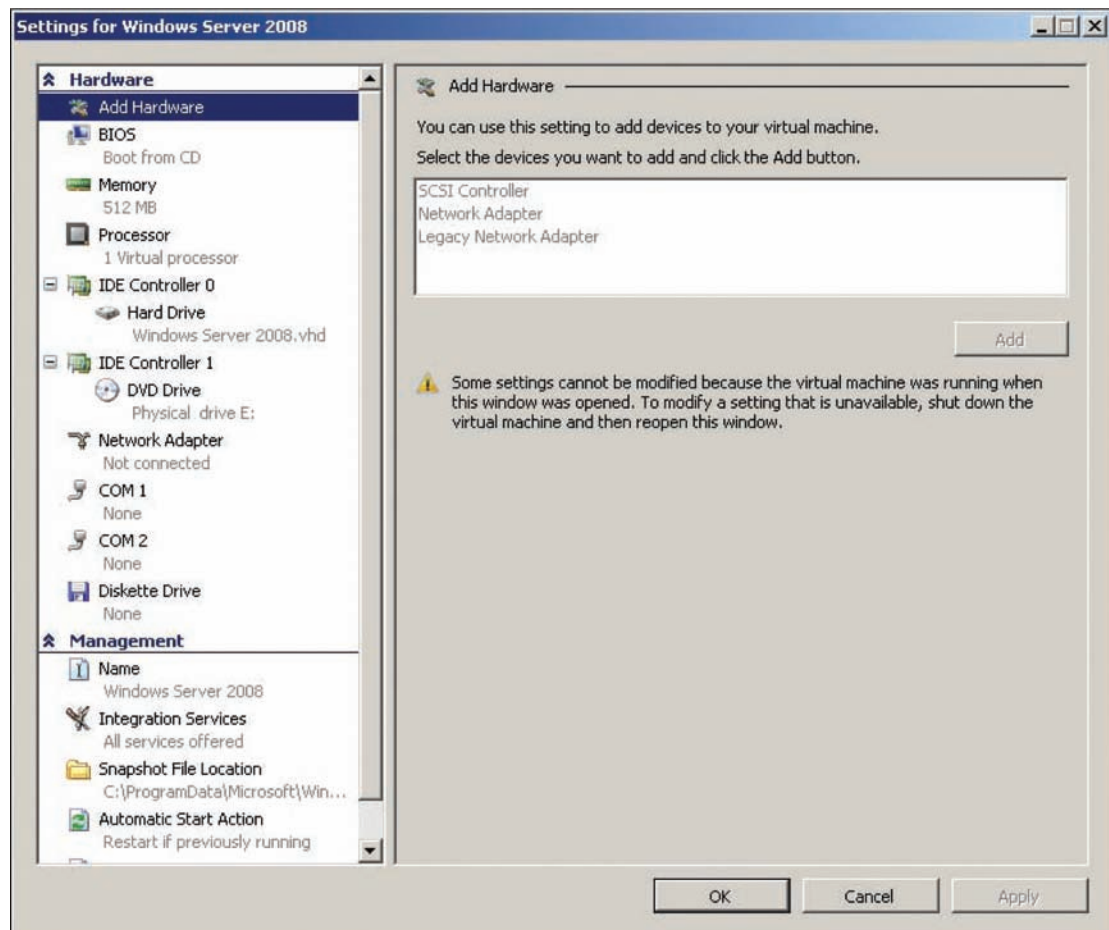 Settings for Windows Server 2008
Hardware
Add Hardware
BIOS
Boot from CD
Memory
512 MB
Processor
1 Virtual processor
IDE Controller 0
Hard Drive
Windows Server 2008.vhd
IDE Controller 1
DVD Drive
Physical drive E:
Network Adapter
Not connected
COM 1
None
COM 2
None
Diskette Drive
None
Management
Name
Windows Server 2008
Integration Services
All services offered
Snapshot File Location
C:\ProgramData\Microsoft\Win...
Automatic Start Action
Restart if previously running
Add Hardware
You can use this setting to add devices to your virtual machine.
Select the devices you want to add and click the Add button.
SCSI Controller
Network Adapter
Legacy Network Adapter
Add
Some settings cannot be modified because the virtual machine was running when
this window was opened. To modify a setting that is unavailable, shut down the
virtual machine and then reopen this window.
OK
Cancel
Apply